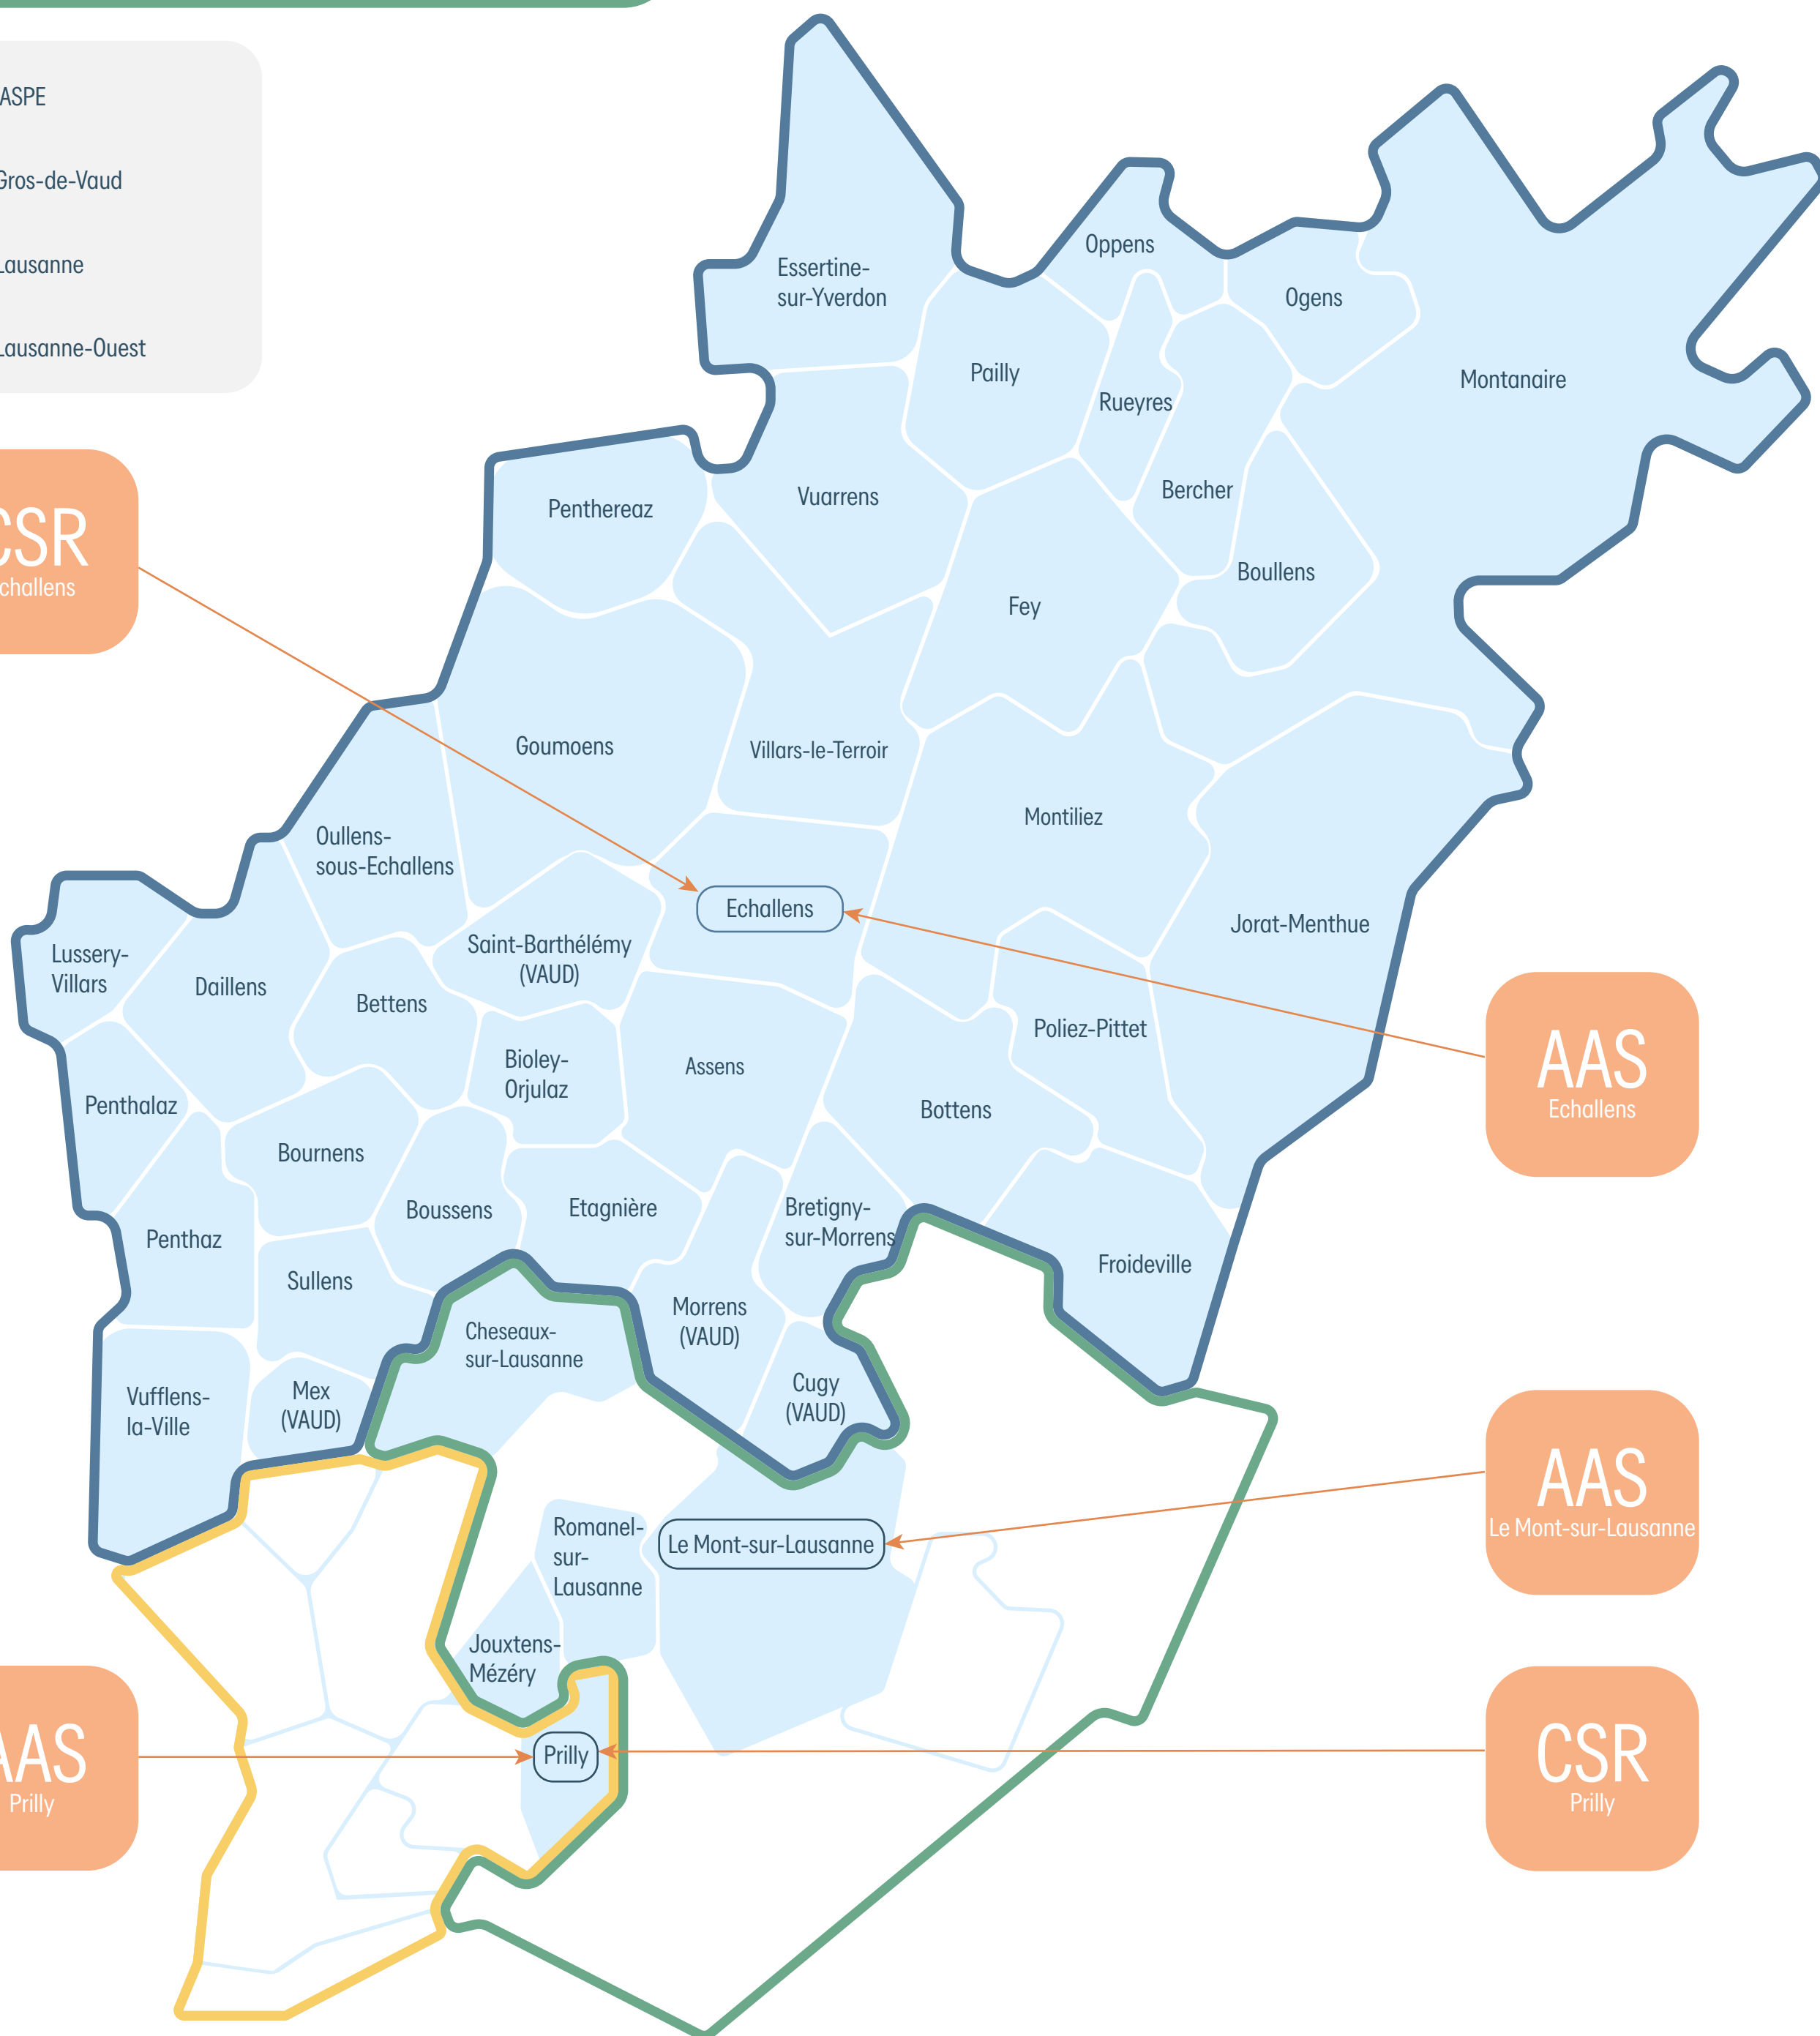 ASPE
Gros-de-Vaud
Lausanne
Lausanne-Ouest
Essertine-
sur-Yverdon
Oppens
Ogens
Pailly
Montanaire
Rueyres
Vuarrens
Penthereaz
Bercher
CSR
challens
Boullens
Fey
Goumoens
Villars-le-Terroir
Montiliez
Oullens-
sous-Echallens
Echallens
Jorat-Menthue
Saint-Barthélémy
(VAUD)
Lussery-
Villars
Daillens
Bettens
Poliez-Pittet
Bioley-
Orjulaz
Assens
AAS
Echallens
Penthalaz
Bottens
Bournens
Boussens
Etagnière
Bretigny-
sur-Morrens
Penthaz
Froideville
Sullens
Morrens
(VAUD)
Cheseaux-
sur-Lausanne
Cugy
(VAUD)
Mex
(VAUD)
Vufflens-
la-Ville
AAS
Le Mont-sur-Lausanne
Romanel-
sur-
Lausanne
Le Mont-sur-Lausanne
Jouxtens-
Mézéry
AAS
Prilly
Prilly
CSR
Prilly